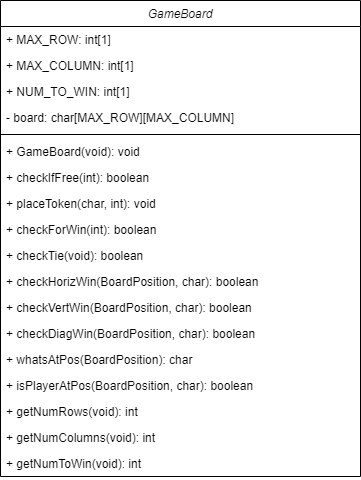 GameBoard
+ MAX_ROW: int[1]
+ MAX_COLUMN: int[1]
+ NUM_TO_WIN: int[1]
- board: char[MAX_ROW][MAX_COLUMN]
+ GameBoard(void): void
+ checkIfFree(int): boolean
+ placeToken(char, int): void
+ checkForWin(int): boolean
+ checkTie(void): boolean
+ checkHorizWin(BoardPosition, char): boolean
+ checkVertWin(BoardPosition, char): boolean
+ checkDiagWin(BoardPosition, char): boolean
+ whatsAtPos(BoardPosition): char
+ isPlayerAtPos(BoardPosition, char): boolean
+ getNumRows(void): int
+ getNumColumns(void): int
+ getNumToWin(void): int